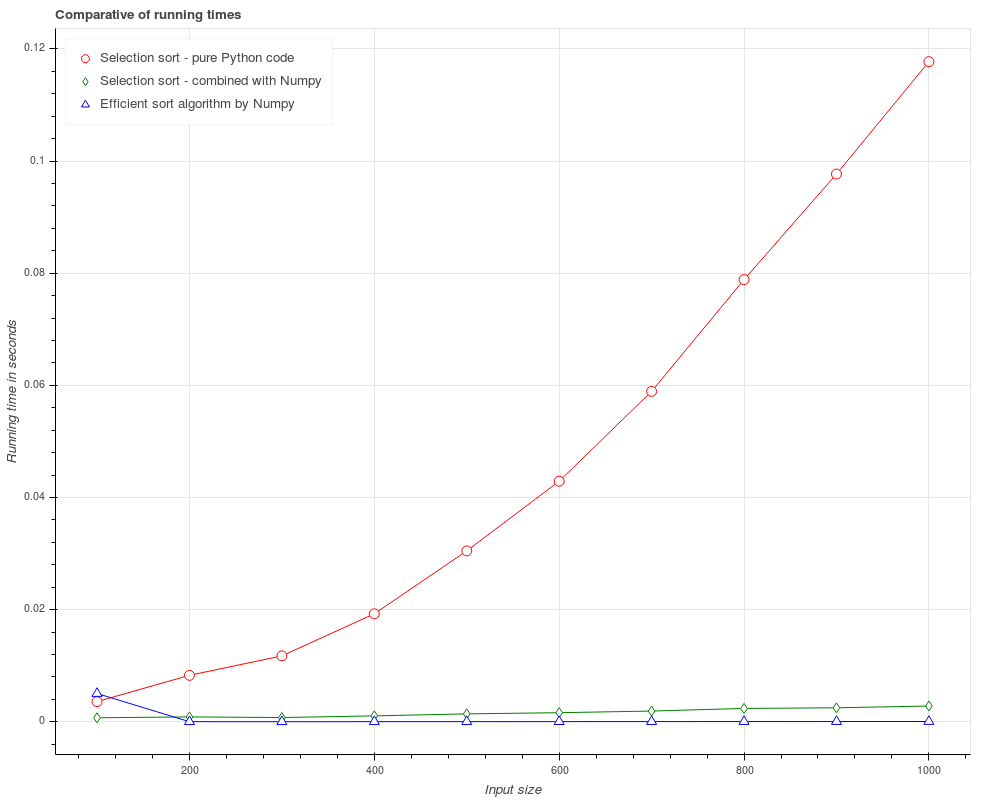 Comparative of running times
Selection sort - pure Python code
Selection sort - combined with Numpy
Efficient sort algorithm by Numpy
0.12
0.1
0.08
0.06
0.04
0.02
0
Running time in seconds
200
400
600
800
1000
Input size